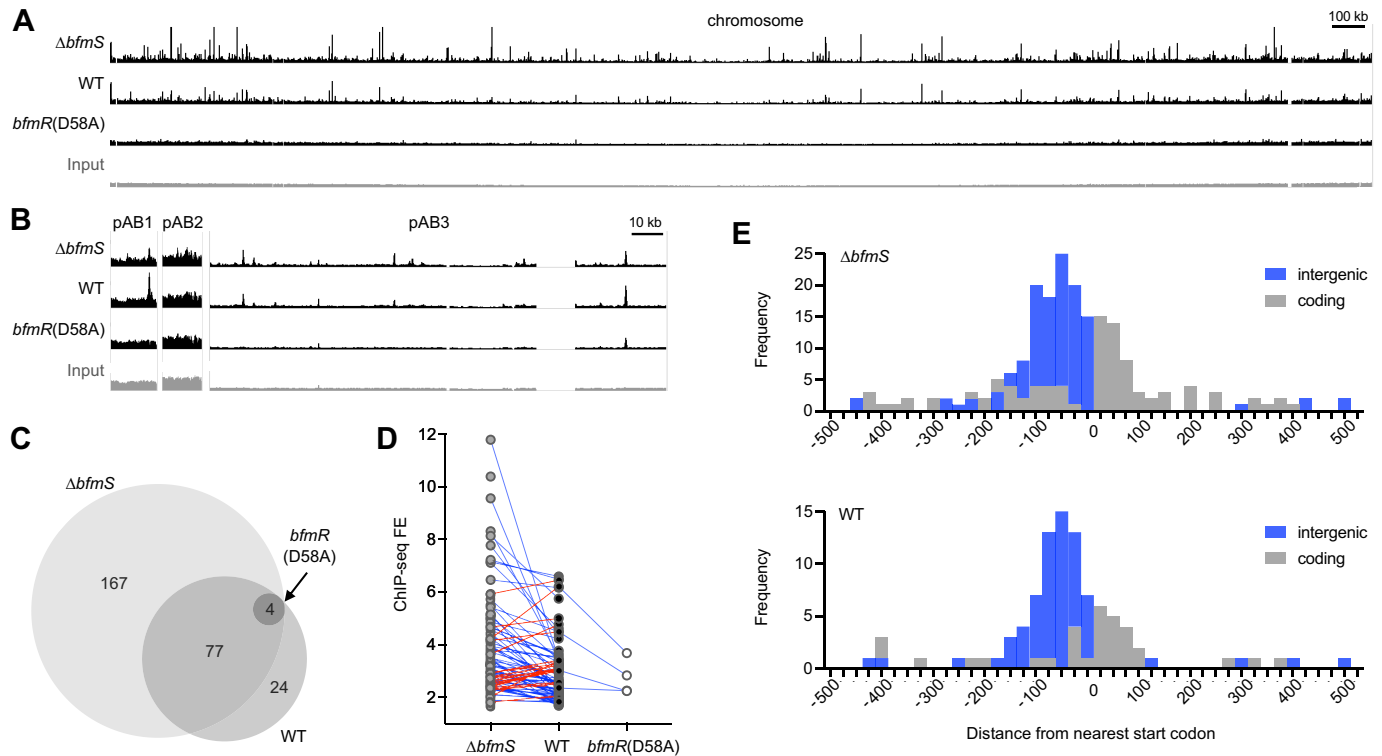 A
chromosome
100 kb
ΔbfmS
WT
bfmR(D58A)
Input
B
pAB1
pAB2
pAB3
10 kb
ΔbfmS
WT
bfmR(D58A)
Input
C
ΔbfmS
bfmR
(D58A)
167
4
77
24
WT
D
ChIP-seq FE
12
10
8
6
4
2
ΔbfmS
WT
bfmR(D58A)
E
ΔbfmS
Frequency
25
20
15
10
5
0
intergenic
coding
-500
-400
-300
-200
-100
0
100
200
300
400
500
WT
Frequency
15
10
5
0
intergenic
coding
-500
-400
-300
-200
-100
0
100
200
300
400
500
Distance from nearest start codon